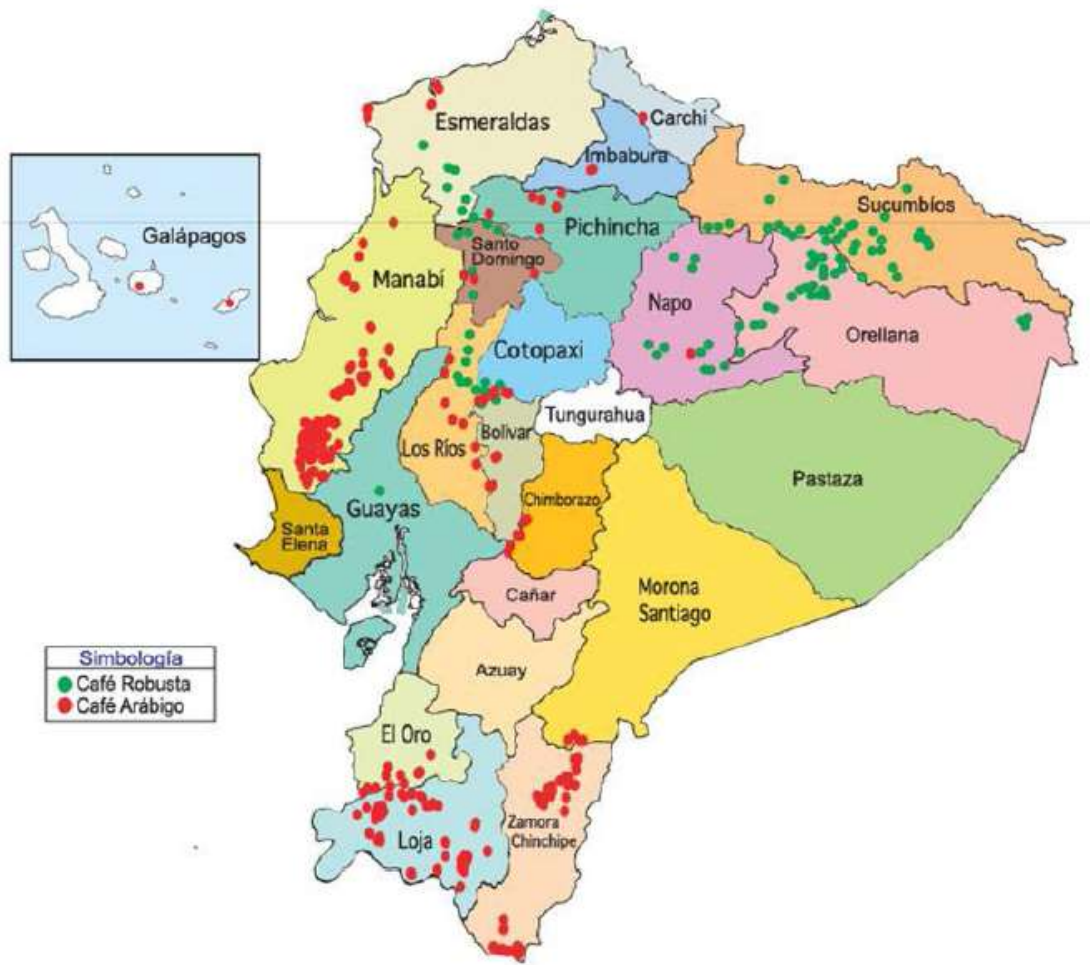 Esmeraldas
Carchi
Imbabura
Galápagos
Sucumbíos
Pichincha
Santo
Domingo
Manabí
Napo
Orellana
Cotopaxi
Tungurahua
Los Ríos
Bolívar
Pastaza
Chimborazo
Guayas
Santa
Elena
Morona
Santiago
Cañar
Simbología
Café Robusta
Café Arábigo
Azuay
El Oro
Zamora
Chinchipe
Loja